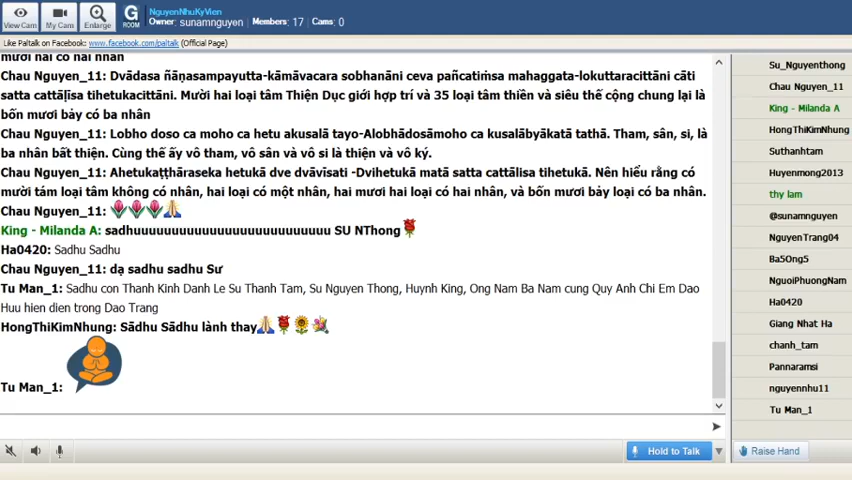 View Cam
My Cam
Enlarge
G
ROOM
NguyenNhuKyVien
Owner: sunamnguyen Members: 17 Cams: 0
Like Paltalk on Facebook: www.facebook.com/paltalk (Official Page)
mươi hai có hai nhân
Chau Nguyen_11: Dvādasa ñāṇasampayutta-kāmāvacara sobhanāni ceva pañcatiṁsa mahaggata-lokuttaracittāni cāti
satta cattāḷīsa tihetukacittāni. Mười hai loại tâm Thiện Dục giới hợp trí và 35 loại tâm thiền và siêu thế cộng chung lại là
bốn mươi bảy có ba nhân
Chau Nguyen_11: Lobho doso ca moho ca hetu akusalā tayo-Alobhādosāmoho ca kusalābyākatā tathā. Tham, sân, si, là
ba nhân bất thiện. Cùng thế ấy vô tham, vô sân và vô si là thiện và vô ký.
Chau Nguyen_11: Ahetukaṭṭhāraseka hetukā dve dvāvīsati -Dvihetukā matā satta cattālisa tihetukā. Nên hiểu rằng có
mười tám loại tâm không có nhân, hai loại có một nhân, hai mươi hai loại có hai nhân, và bốn mươi bảy loại có ba nhân.
Chau Nguyen_11:
King - Milanda A: sadhuuuuuuuuuuuuuuuuuuuuuuuuuu SU NThong
Ha0420: Sadhu Sadhu
Chau Nguyen_11: dạ sadhu sadhu Sư
Tu Man_1: Sadhu con Thanh Kinh Danh Le Su Thanh Tam, Su Nguyen Thong, Huynh King, Ong Nam Ba Nam cung Quy Anh Chi Em Dao
Huu hien dien trong Dao Trang
HongThiKimNhung: Sādhu Sādhu lành thay
Tu Man_1:
Hold to Talk
Su_Nguyenthong
Chau Nguyen_11
King - Milanda A
HongThiKimNhung
Suthanhtam
Huyenmong2013
thy lam
@sunamnguyen
NguyenTrang04
Ba5Ong5
NguoiPhuongNam
Ha0420
Giang Nhat Ha
chanh_tam
Pannaramsi
nguyennhu11
Tu Man_1
Raise Hand